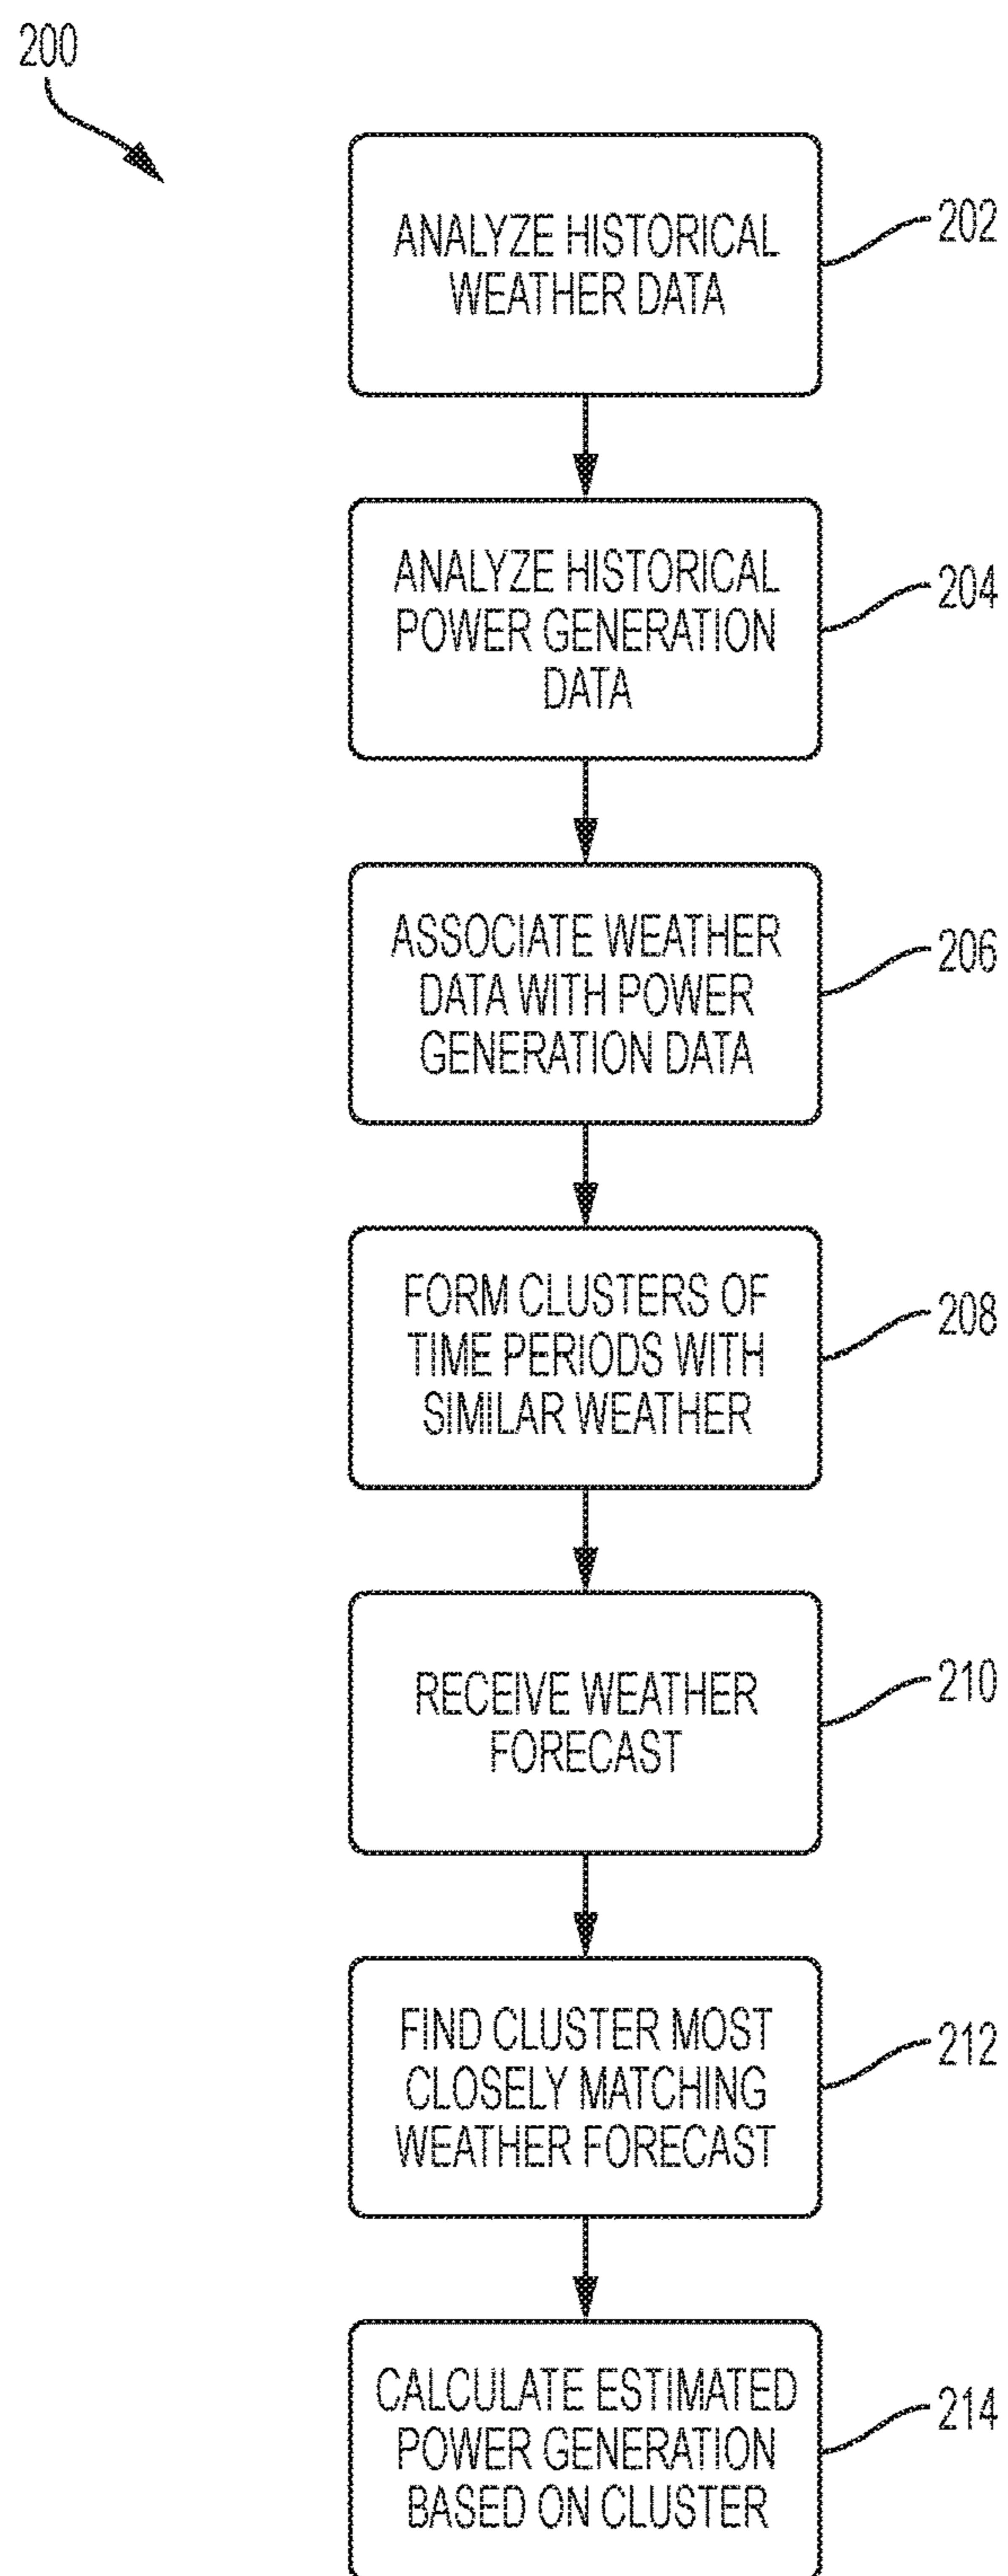 200
ANALYZE HISTORICAL
WEATHER DATA
202
ANALYZE HISTORICAL
POWER GENERATION
DATA
204
ASSOCIATE WEATHER
DATA WITH POWER
GENERATION DATA
206
FORM CLUSTERS OF
TIME PERIODS WITH
SIMILAR WEATHER
208
RECEIVE WEATHER
FORECAST
210
FIND CLUSTER MOST
CLOSELY MATCHING
WEATHER FORECAST
212
CALCULATE ESTIMATED
POWER GENERATION
BASED ON CLUSTER
214